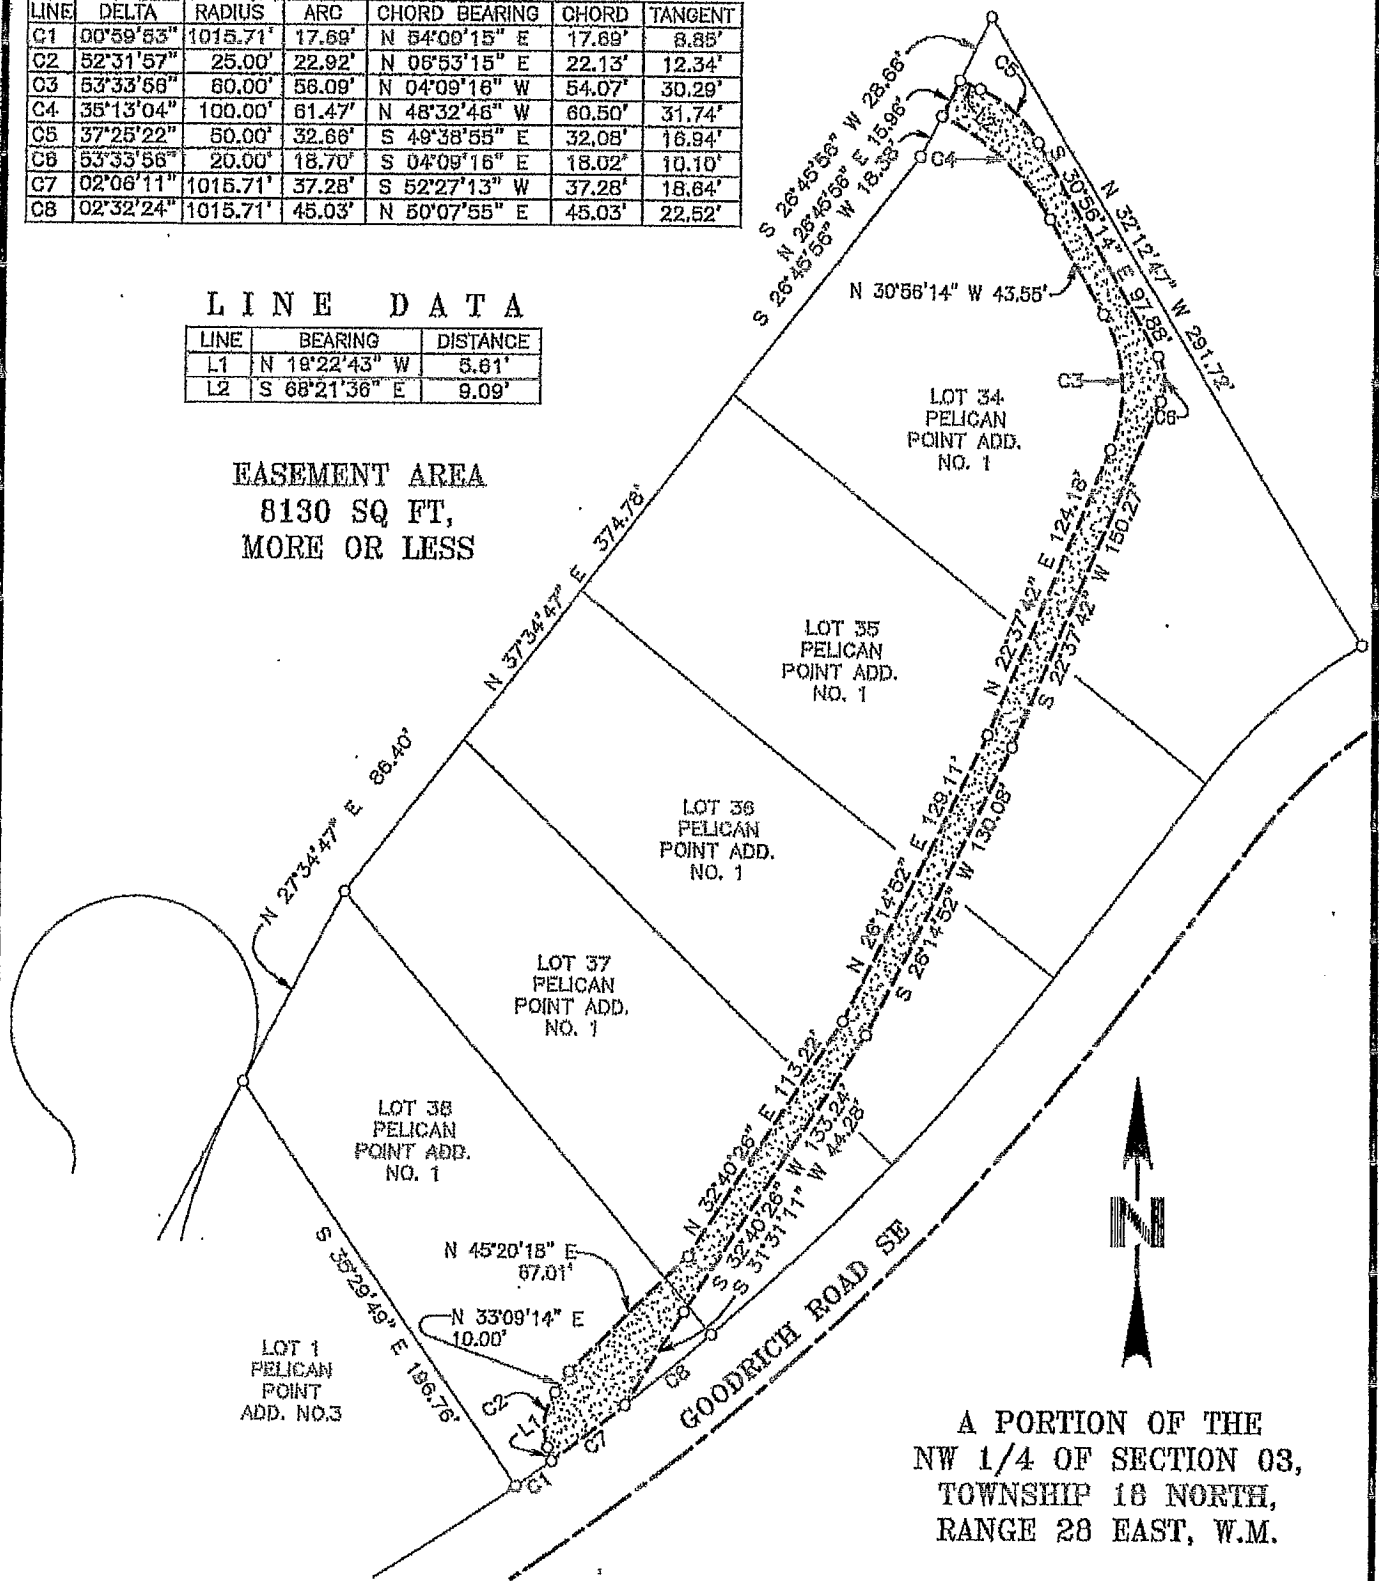 LINE DELTA RADIUS ARC CHORD BEARING CHORD TANGENT
C1 00°59'53" 1015.71' 17.69' N 54°00'15" E 17.69' 8.85'
C2 52°31'57" 25.00' 22.92' N 06°53'15" E 22.13' 12.34'
C3 53°33'56" 60.00' 56.09' N 04°09'16" W 54.07' 30.29'
C4 35°13'04" 100.00' 61.47' N 48°32'46" W 60.50' 31.74'
C5 37°25'22" 50.00' 32.66' S 49°38'55" E 32.08' 16.94'
C6 53°33'56" 20.00' 18.70' S 04°09'16" E 18.02' 10.10'
C7 02°06'11" 1015.71' 37.28' S 52°27'13" W 37.28' 18.64'
C8 02°32'24" 1015.71' 45.03' N 50°07'55" E 45.03' 22.52'
LINE DATA
LINE BEARING DISTANCE
L1 N 19°22'43" W 5.61'
L2 S 68°21'36" E 9.09'
EASEMENT AREA
8130 SQ FT,
MORE OR LESS
S 26°45'56" W 28.66'
N 26°45'56" E 15.96'
S 26°45'56" W 18.38'
C5
L2
C4
S 30°56'14" E 97.88'
N 32°12'47" W 291.72'
N 30°56'14" W 43.55'
C3
C6
LOT 34
PELICAN
POINT ADD.
NO. 1
N 37°34'47" E 374.78'
N 22°37'42" E 124.18'
S 22°37'42" W 150.27'
LOT 35
PELICAN
POINT ADD.
NO. 1
N 27°34'47" E 86.40'
LOT 36
PELICAN
POINT ADD.
NO. 1
N 26°14'52" E 129.11'
S 26°14'52" W 130.08'
LOT 37
PELICAN
POINT ADD.
NO. 1
N 32°40'26" E 113.22'
S 32°40'26" W 133.24'
S 31°31'11" W 44.28'
LOT 38
PELICAN
POINT ADD.
NO. 1
N 45°20'18" E
67.01'
N 33°09'14" E
10.00'
S 35°29'49" E 196.76'
LOT 1
PELICAN
POINT
ADD. NO.3
C2
L1
C1
C7
C8
GOODRICH ROAD SE
N
A PORTION OF THE
NW 1/4 OF SECTION 03,
TOWNSHIP 18 NORTH,
RANGE 28 EAST, W.M.